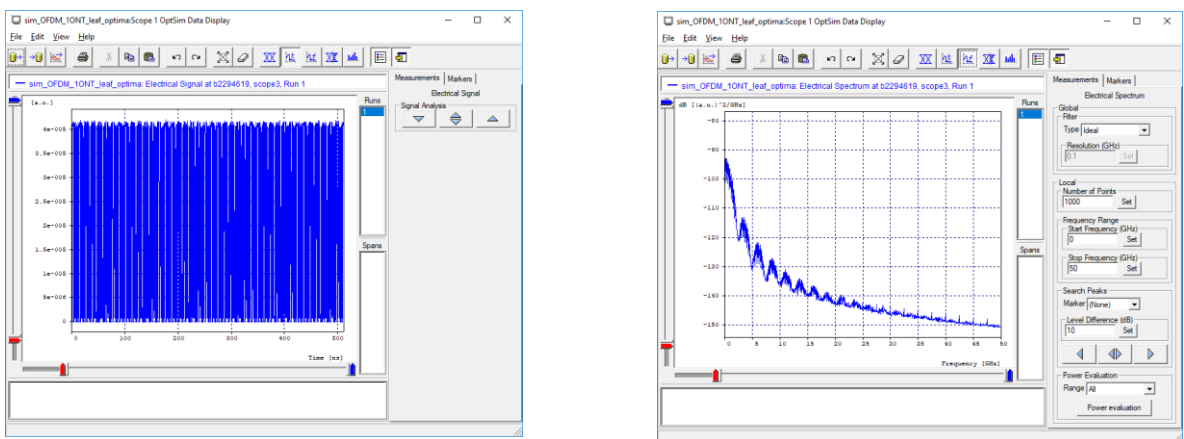 sim_OFDM_1ONT_leaf_optima:Scope 1 OptSim Data Display
File Edit View Help
sim_OFDM_1ONT_leaf_optima: Electrical Signal at b2294619, scope3, Run 1
[a.u.]
4e-005
3.5e-005
3e-005
2.5e-005
2e-005
1.5e-005
1e-005
5e-006
0
0 100 200 300 400 500
Time [ns]
Runs
1
Spans
Measurements Markers
Electrical Signal
Signal Analysis
sim_OFDM_1ONT_leaf_optima:Scope 1 OptSim Data Display
File Edit View Help
sim_OFDM_1ONT_leaf_optima: Electrical Spectrum at b2294619, scope3, Run 1
dB [(a.u.)^2/GHz]
-80
-90
-100
-110
-120
-130
-140
-150
0 5 10 15 20 25 30 35 40 45 50
Frequency [GHz]
Runs
1
Spans
Measurements Markers
Electrical Spectrum
Global
Filter
Type Ideal
Resolution (GHz)
0.1 Set
Local
Number of Points
1000 Set
Frequency Range
Start Frequency (GHz)
0 Set
Stop Frequency (GHz)
50 Set
Search Peaks
Marker (None)
Level Difference (dB)
10 Set
Power Evaluation
Range All
Power evaluation